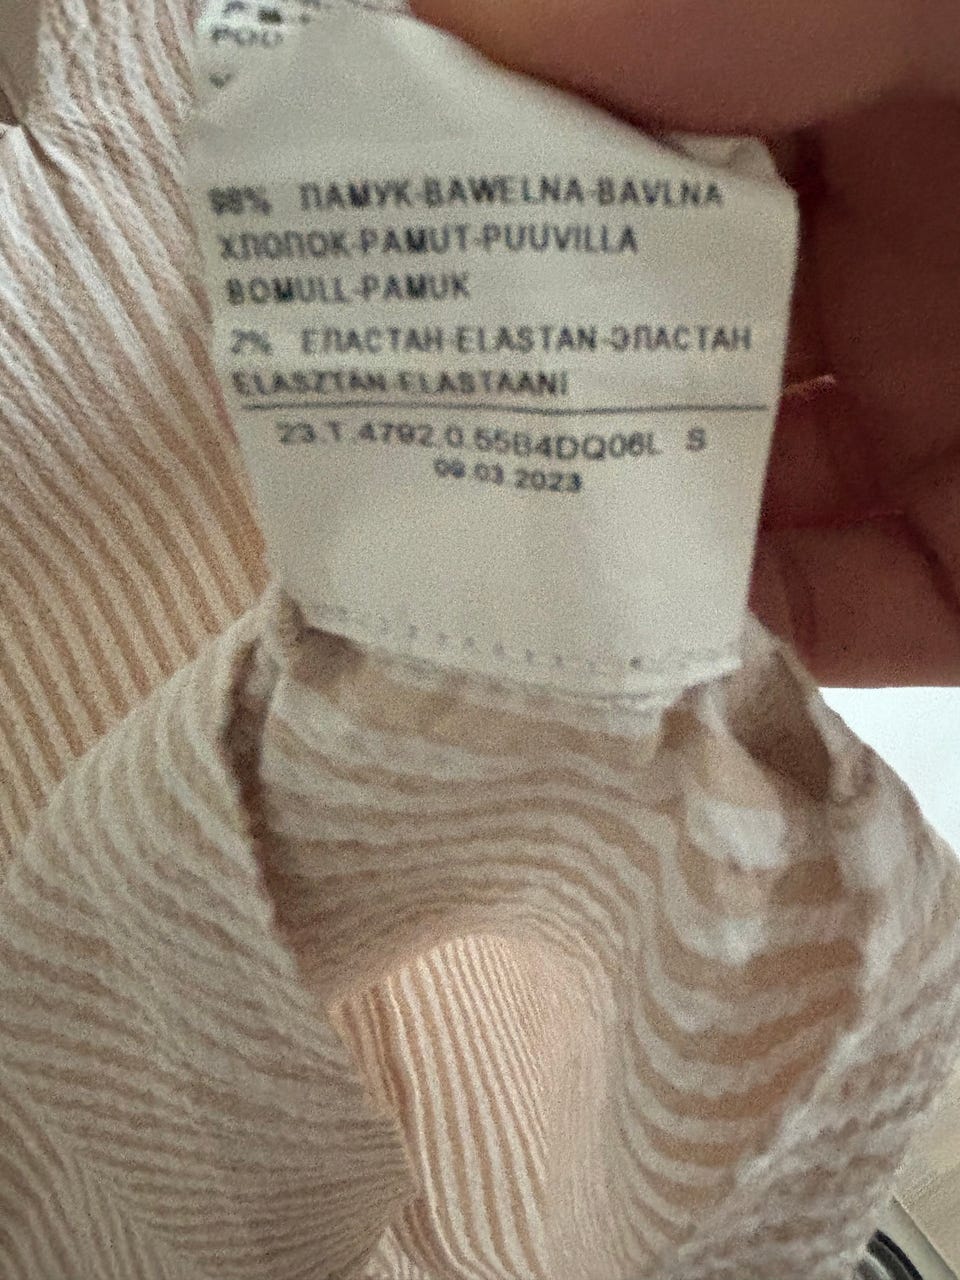 98% ПАМУК-BAWELNA-BAVLNA
ХЛОПОК-PAMUT-PUUVILLA
BOMULL-PAMUK
2% ЕЛАСТАН-ELASTAN-ЭЛАСТАН
ELASZTAN-ELASTAANI
23.T.4792.0.55B4DQ06L S
09.03.2023